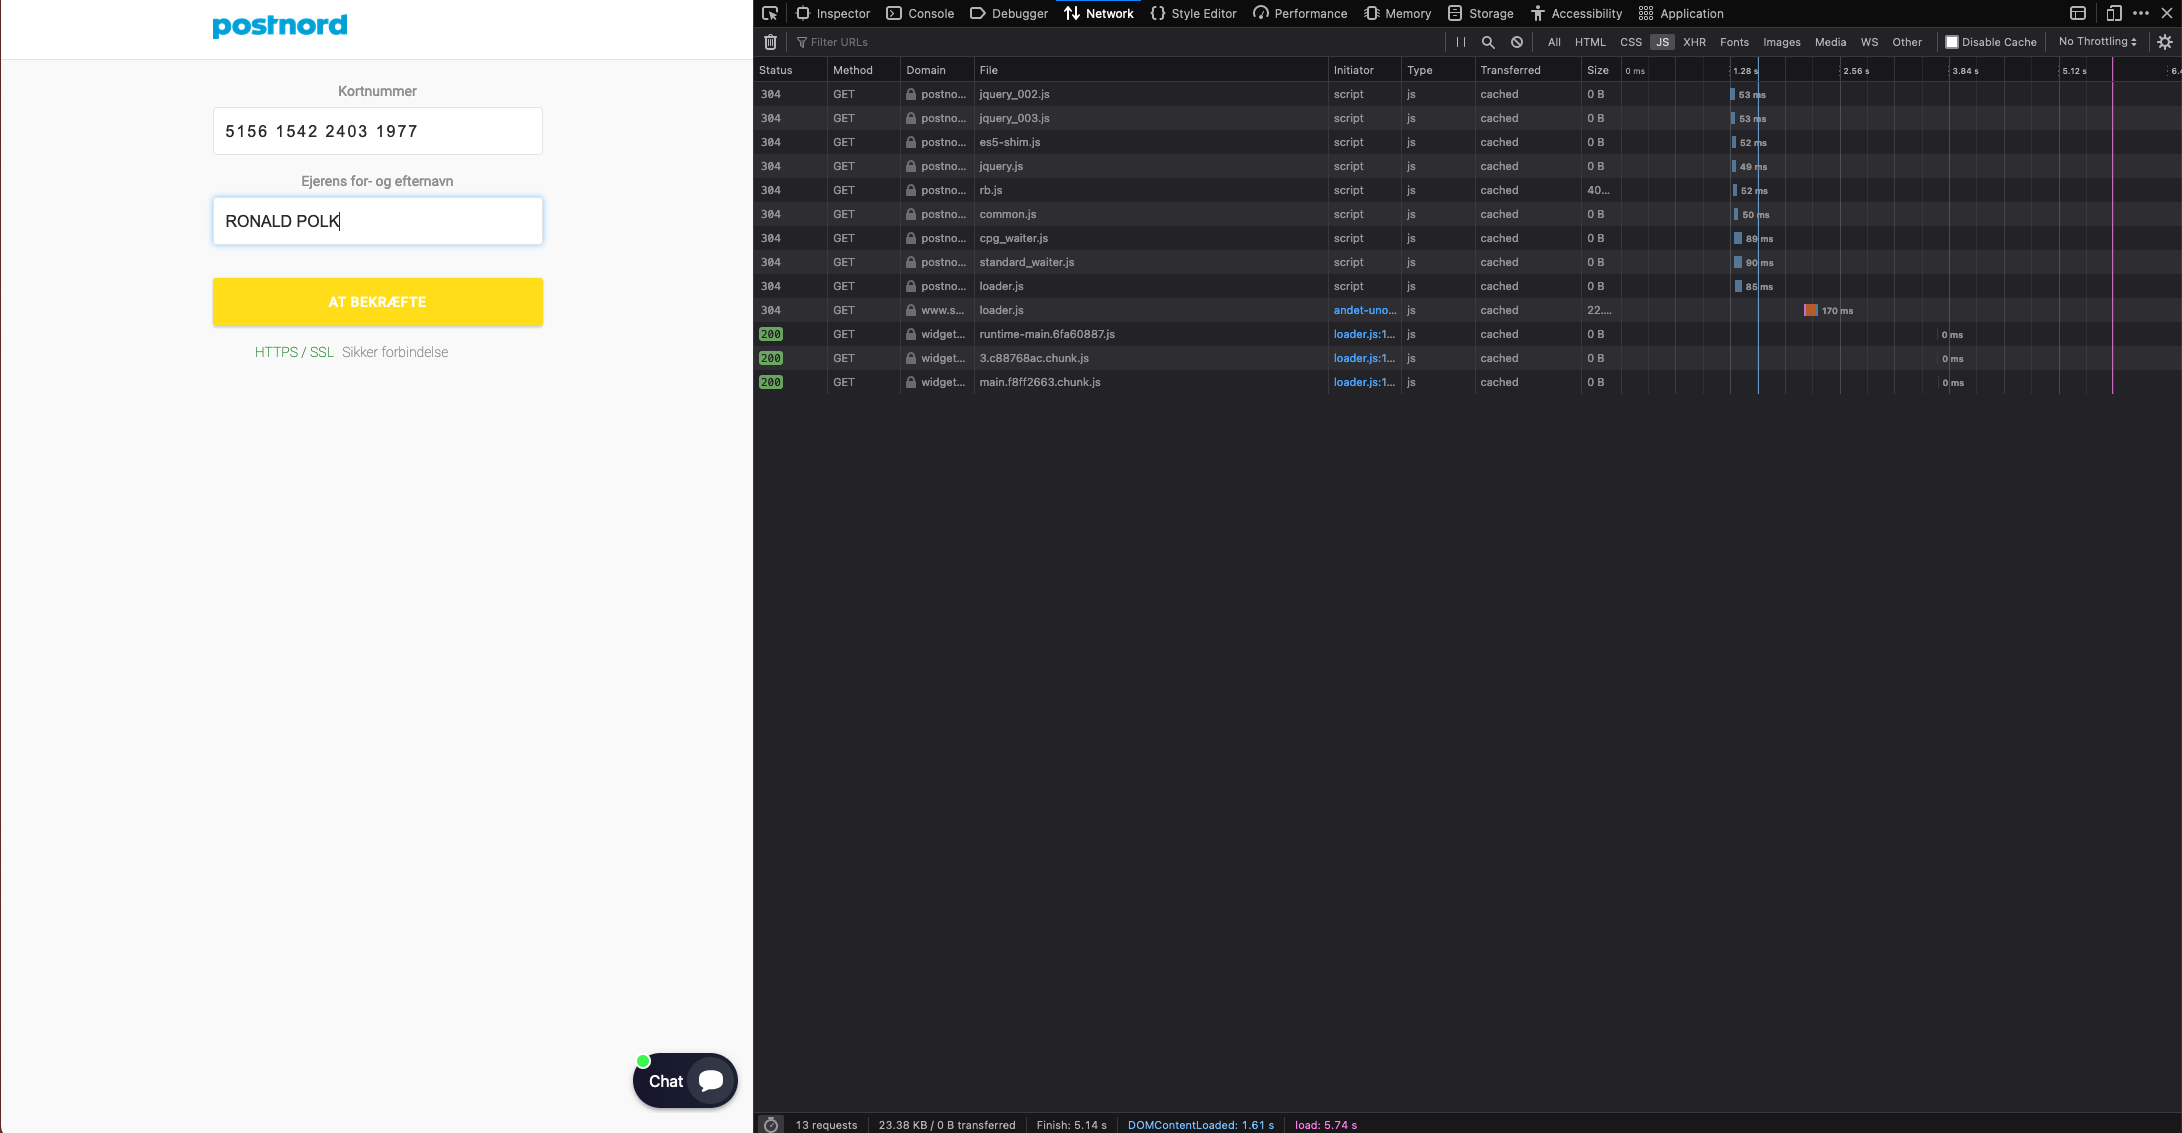 postnord
Kortnummer
5156 1542 2403 1977
Ejerens for- og efternavn
RONALD POLK
AT BEKRÆFTE
HTTPS / SSL Sikker forbindelse
Chat
Inspector Console Debugger Network Style Editor Performance Memory Storage Accessibility Application
Filter URLs All HTML CSS JS XHR Fonts Images Media WS Other Disable Cache No Throttling
Status Method Domain File Initiator Type Transferred Size 0 ms 1.28 s 2.56 s 3.84 s 5.12 s 6.4
304 GET postno... jquery_002.js script js cached 0 B 53 ms
304 GET postno... jquery_003.js script js cached 0 B 53 ms
304 GET postno... es5-shim.js script js cached 0 B 52 ms
304 GET postno... jquery.js script js cached 0 B 49 ms
304 GET postno... rb.js script js cached 40... 52 ms
304 GET postno... common.js script js cached 0 B 50 ms
304 GET postno... cpg_waiter.js script js cached 0 B 89 ms
304 GET postno... standard_waiter.js script js cached 0 B 90 ms
304 GET postno... loader.js script js cached 0 B 85 ms
304 GET www.s... loader.js andet-uno... js cached 22.... 170 ms
200 GET widget... runtime-main.6fa60887.js loader.js:1... js cached 0 B 0 ms
200 GET widget... 3.c88768ac.chunk.js loader.js:1... js cached 0 B 0 ms
200 GET widget... main.f8ff2663.chunk.js loader.js:1... js cached 0 B 0 ms
13 requests 23.38 KB / 0 B transferred Finish: 5.14 s DOMContentLoaded: 1.61 s load: 5.74 s